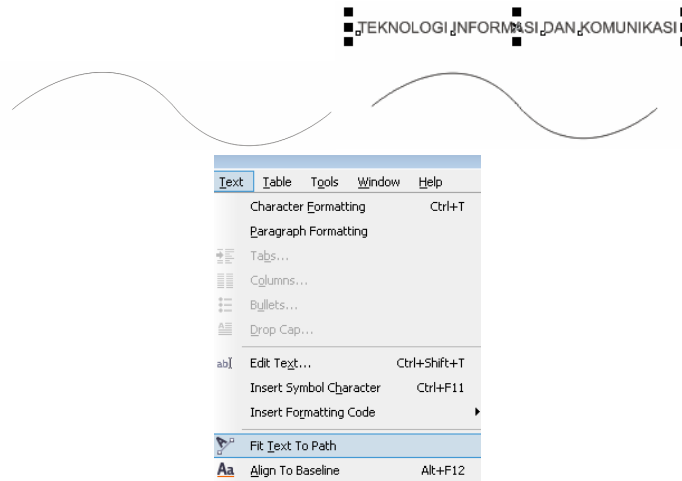 TEKNOLOGI INFORMASI DAN KOMUNIKASI
Text Table Tools Window Help
Character Formatting Ctrl+T
Paragraph Formatting
Tabs...
Columns...
Bullets...
Drop Cap...
ab Edit Text... Ctrl+Shift+T
Insert Symbol Character Ctrl+F11
Insert Formatting Code
Fit Text To Path
Aa Align To Baseline Alt+F12